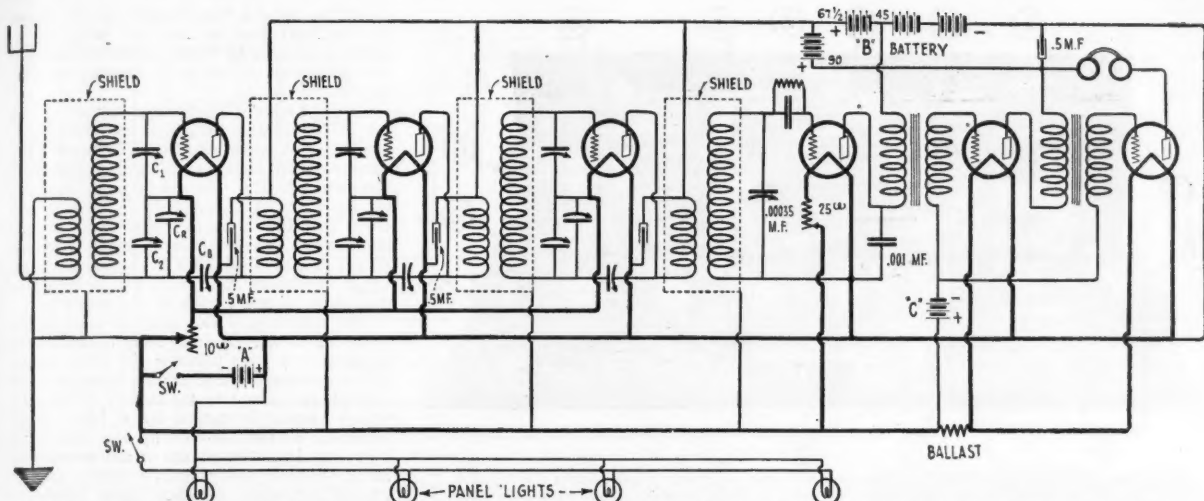 67½ 45
+ "B" BATTERY -
+ 90
.5 M.F.
SHIELD SHIELD SHIELD SHIELD
C1
CR
C2 CB
.5 M.F. .5 M.F.
.00035
M.F.
25 ω
.001 MF.
"C" - +
10 ω
"A"
- +
SW.
SW.
BALLAST
PANEL LIGHTS